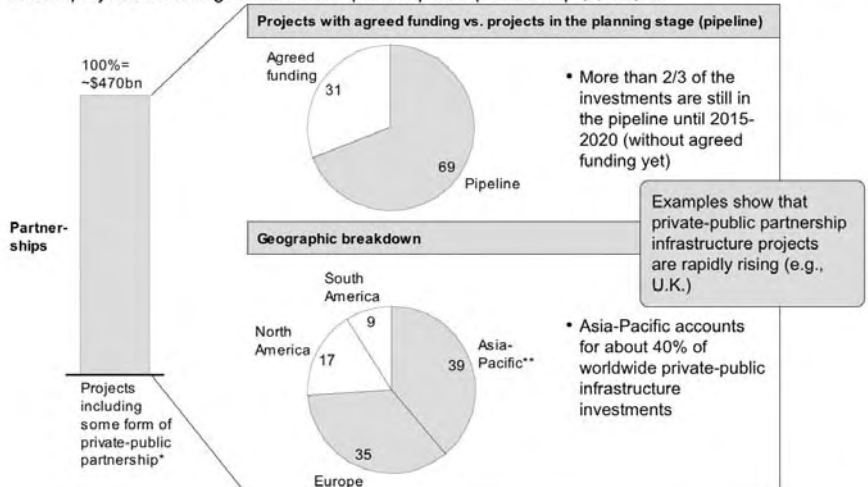 Projects with agreed funding vs. projects in the planning stage (pipeline)
100%=
~$470bn
Agreed
funding
31
69
Pipeline
• More than 2/3 of the
investments are still in
the pipeline until 2015-
2020 (without agreed
funding yet)
Partner-
ships
Examples show that
private-public partnership
infrastructure projects
are rapidly rising (e.g.,
U.K.)
Geographic breakdown
South
America
9
North
America
17
Asia-
Pacific**
39
35
Europe
• Asia-Pacific accounts
for about 40% of
worldwide private-public
infrastructure
investments
Projects
including
some form of
private-public
partnership*